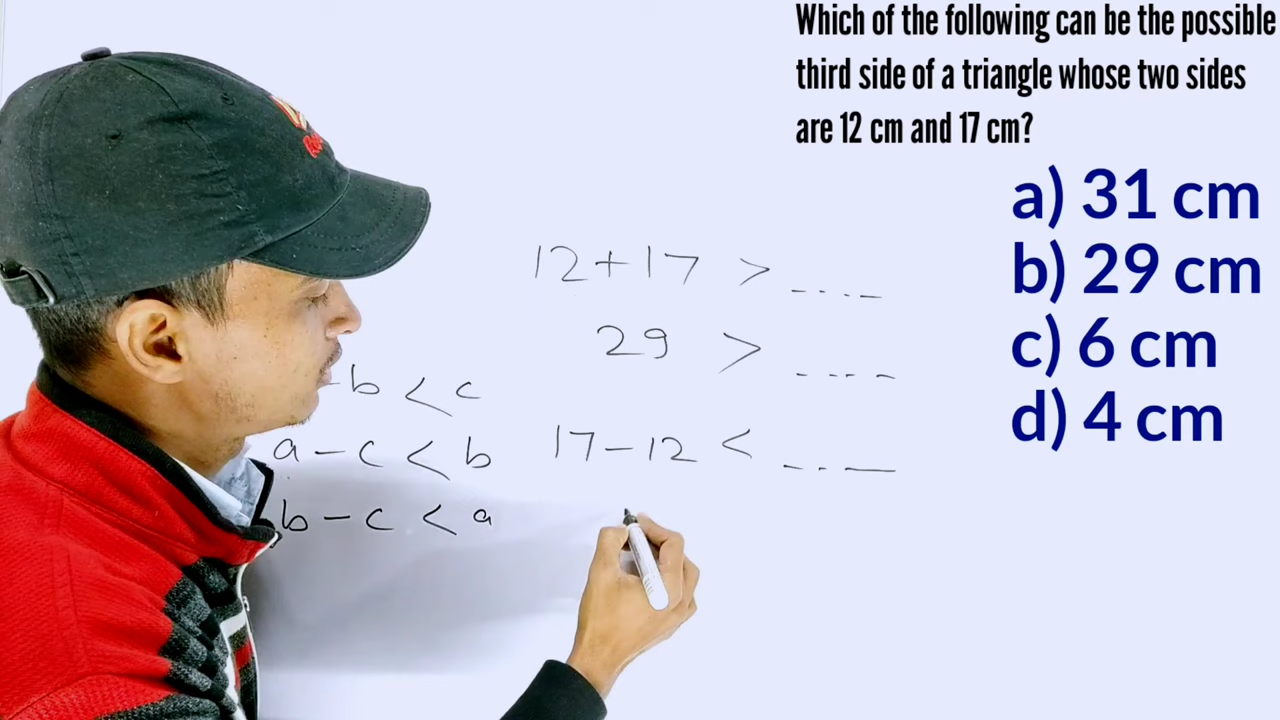 Which of the following can be the possible
third side of a triangle whose two sides
are 12 cm and 17 cm?
a) 31 cm
b) 29 cm
c) 6 cm
d) 4 cm
12+17 > ----
29 > ----
17-12 < ----
-b < c
a-c < b
b-c < a